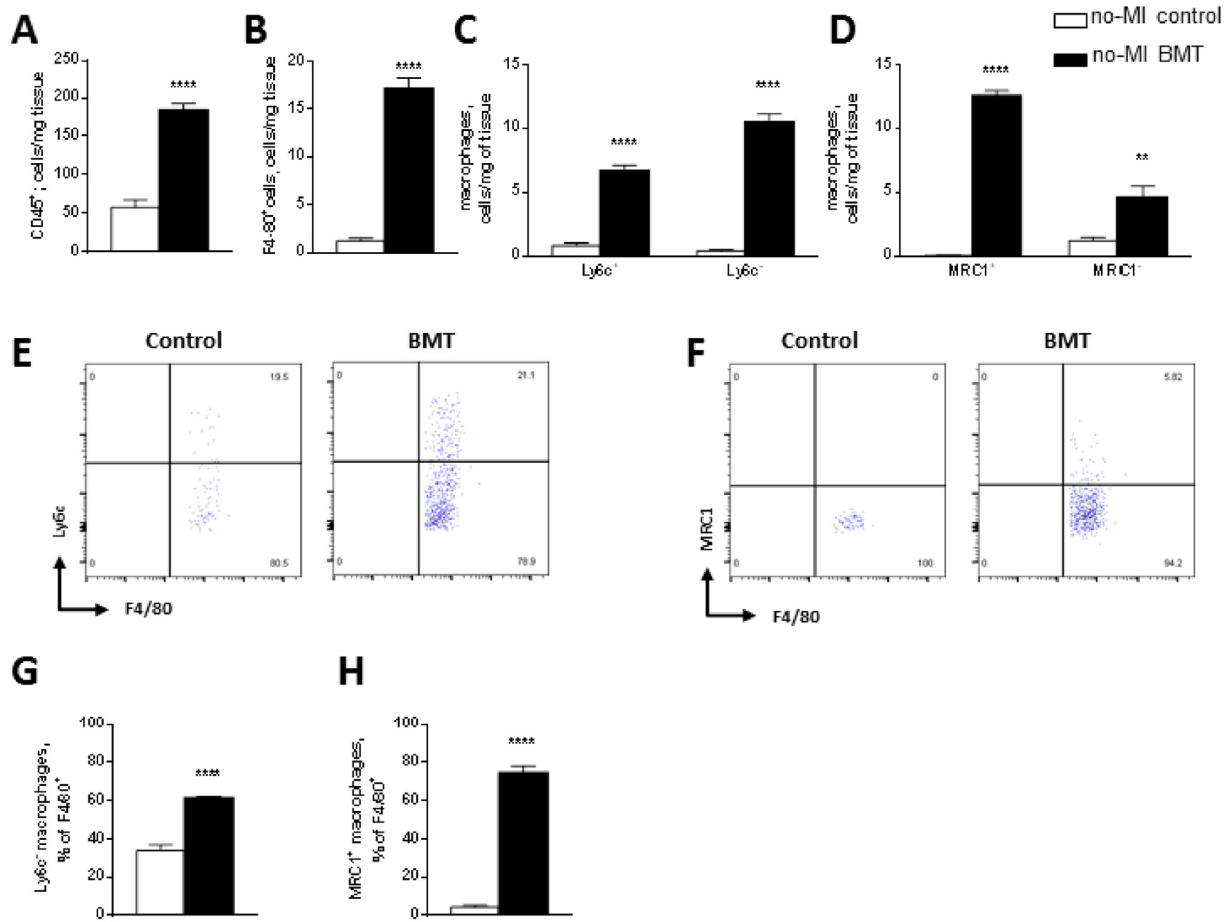 no-MI control
no-MI BMT
A
CD45⁺; cells/mg tissue
250
200
150
100
50
0
****
B
F4-80⁺ cells, cells/mg tissue
20
15
10
5
0
****
C
macrophages,
cells/mg of tissue
15
10
5
0
****
****
Ly6c⁺
Ly6c⁻
D
macrophages,
cells/mg of tissue
15
10
5
0
****
**
MRC1⁺
MRC1⁻
E
Control
0
19.5
0
80.5
BMT
0
21.1
0
78.9
Ly6c
F4/80
F
Control
0
0
0
100
BMT
0
5.82
0
94.2
MRC1
F4/80
G
Ly6c⁻ macrophages,
% of F4/80⁺
100
80
60
40
20
0
****
H
MRC1⁺ macrophages,
% of F4/80⁺
100
80
60
40
20
0
****